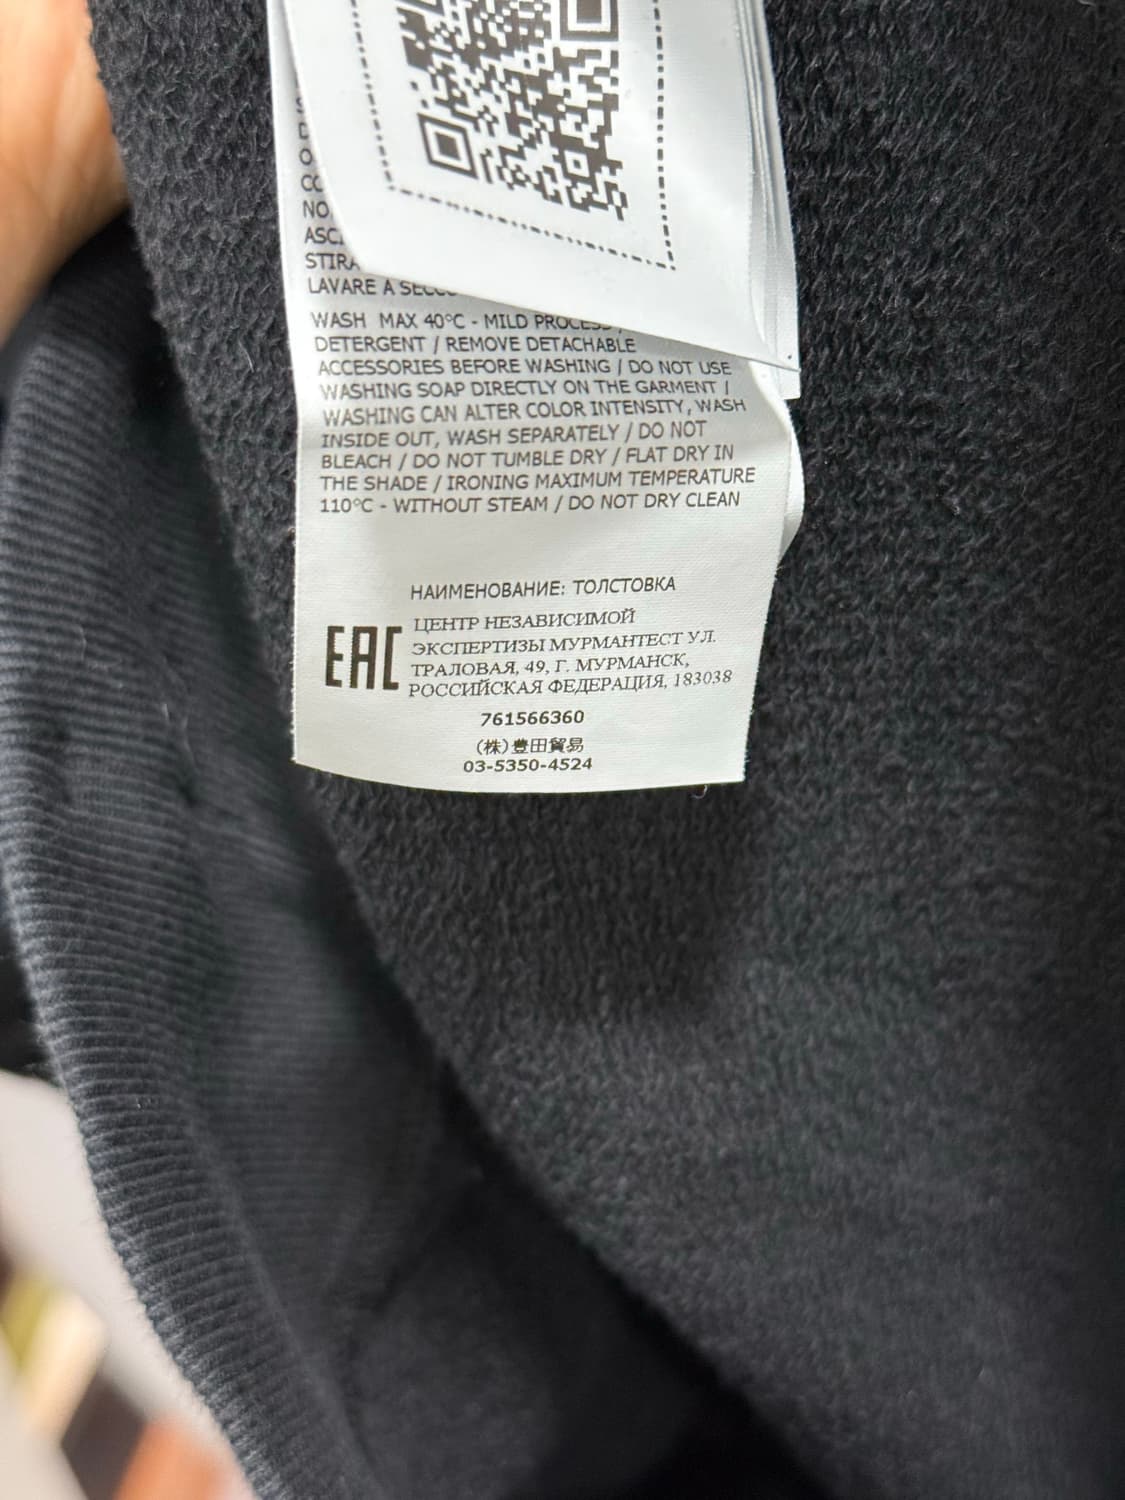 NO
ASC.
STIRA
LAVARE A SECCO
WASH MAX 40°C - MILD PROCESS /
DETERGENT / REMOVE DETACHABLE
ACCESSORIES BEFORE WASHING / DO NOT USE
WASHING SOAP DIRECTLY ON THE GARMENT /
WASHING CAN ALTER COLOR INTENSITY, WASH
INSIDE OUT, WASH SEPARATELY / DO NOT
BLEACH / DO NOT TUMBLE DRY / FLAT DRY IN
THE SHADE / IRONING MAXIMUM TEMPERATURE
110°C - WITHOUT STEAM / DO NOT DRY CLEAN
НАИМЕНОВАНИЕ: ТОЛСТОВКА
EAC
ЦЕНТР НЕЗАВИСИМОЙ
ЭКСПЕРТИЗЫ МУРМАНТЕСТ УЛ.
ТРАЛОВАЯ, 49, Г. МУРМАНСК,
РОССИЙСКАЯ ФЕДЕРАЦИЯ, 183038
761566360
(株)豊田貿易
03-5350-4524